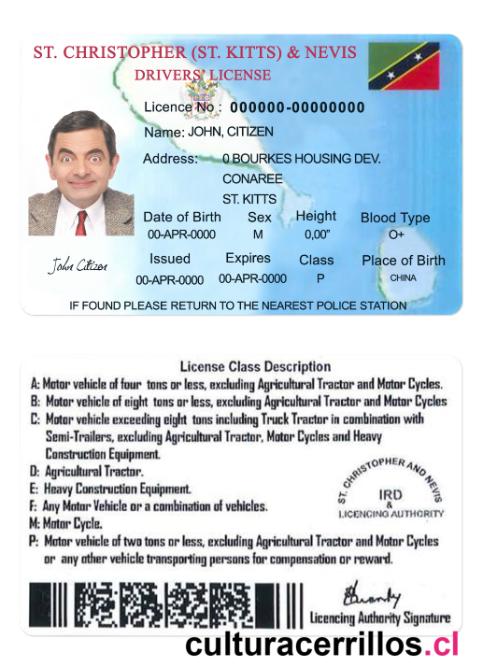 ST. CHRISTOPHER (ST. KITTS) & NEVIS
DRIVERS' LICENSE
Licence No : 000000-00000000
Name: JOHN, CITIZEN
Address: 0 BOURKES HOUSING DEV.
CONAREE
ST. KITTS
Date of Birth Sex Height Blood Type
00-APR-0000 M 0,00" O+
Issued Expires Class Place of Birth
00-APR-0000 00-APR-0000 P CHINA
John Citizen
IF FOUND PLEASE RETURN TO THE NEAREST POLICE STATION
License Class Description
A: Motor vehicle of four tons or less, excluding Agricultural Tractor and Motor Cycles.
B: Motor vehicle of eight tons or less, excluding Agricultural Tractor and Motor Cycles
C: Motor vehicle exceeding eight tons including Truck Tractor in combination with
Semi-Trailers, excluding Agricultural Tractor, Motor Cycles and Heavy
Construction Equipment.
D: Agricultural Tractor.
E: Heavy Construction Equipment.
F: Any Motor Vehicle or a combination of vehicles.
M: Motor Cycle.
P: Motor vehicle of two tons or less, excluding Agricultural Tractor and Motor Cycles
or any other vehicle transporting persons for compensation or reward.
ST. CHRISTOPHER AND NEVIS
IRD
&
LICENCING AUTHORITY
Licencing Authority Signature
culturacerrillos.cl